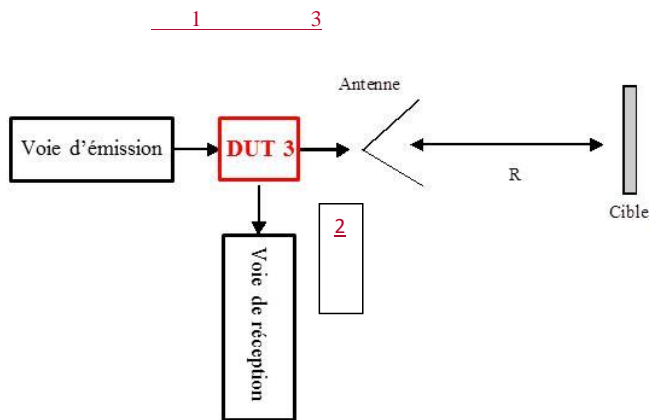 1 3
Antenne
Voie d'émission
DUT 3
R
Cible
2
Voie de réception